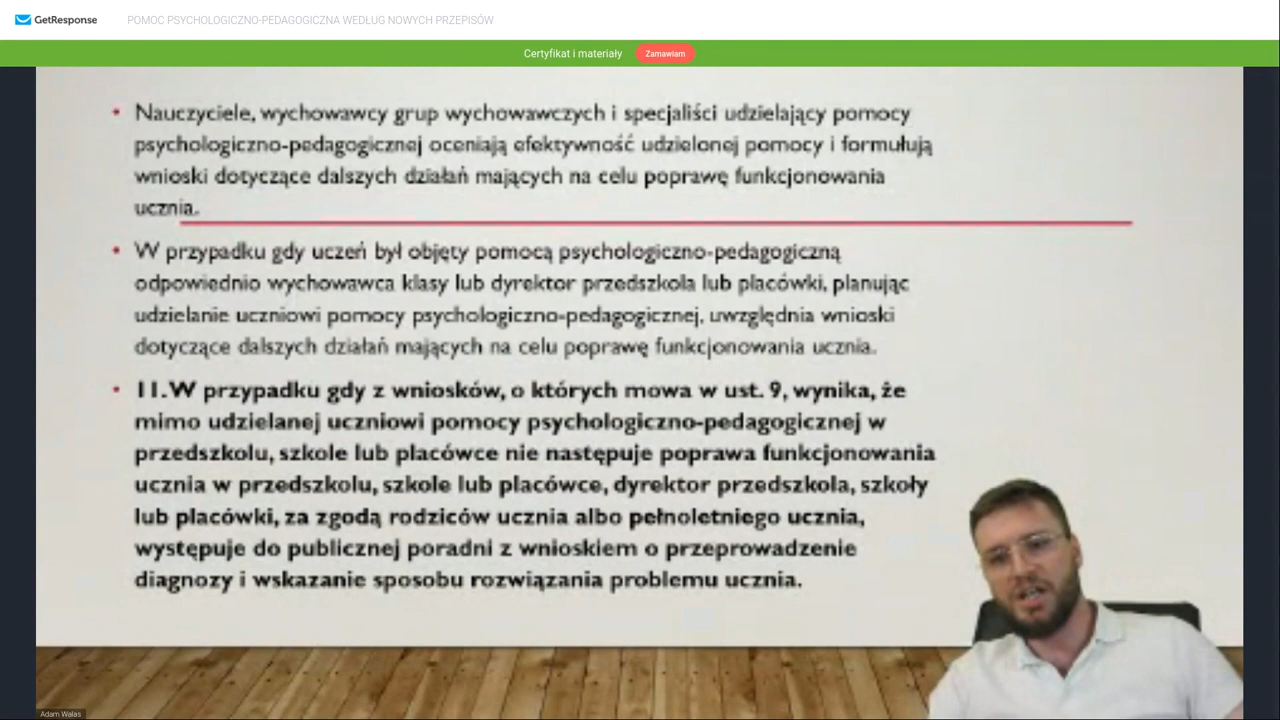 GetResponse
POMOC PSYCHOLOGICZNO-PEDAGOGICZNA WEDŁUG NOWYCH PRZEPISÓW
Certyfikat i materiały
Zamawiam
• Nauczyciele, wychowawcy grup wychowawczych i specjaliści udzielający pomocy
psychologiczno-pedagogicznej oceniają efektywność udzielonej pomocy i formułują
wnioski dotyczące dalszych działań mających na celu poprawę funkcjonowania
ucznia.
• W przypadku gdy uczeń był objęty pomocą psychologiczno-pedagogiczną
odpowiednio wychowawca klasy lub dyrektor przedszkola lub placówki, planując
udzielanie uczniowi pomocy psychologiczno-pedagogicznej, uwzględnia wnioski
dotyczące dalszych działań mających na celu poprawę funkcjonowania ucznia.
• 11. W przypadku gdy z wniosków, o których mowa w ust. 9, wynika, że
mimo udzielanej uczniowi pomocy psychologiczno-pedagogicznej w
przedszkolu, szkole lub placówce nie następuje poprawa funkcjonowania
ucznia w przedszkolu, szkole lub placówce, dyrektor przedszkola, szkoły
lub placówki, za zgodą rodziców ucznia albo pełnoletniego ucznia,
występuje do publicznej poradni z wnioskiem o przeprowadzenie
diagnozy i wskazanie sposobu rozwiązania problemu ucznia.
Adam Walas